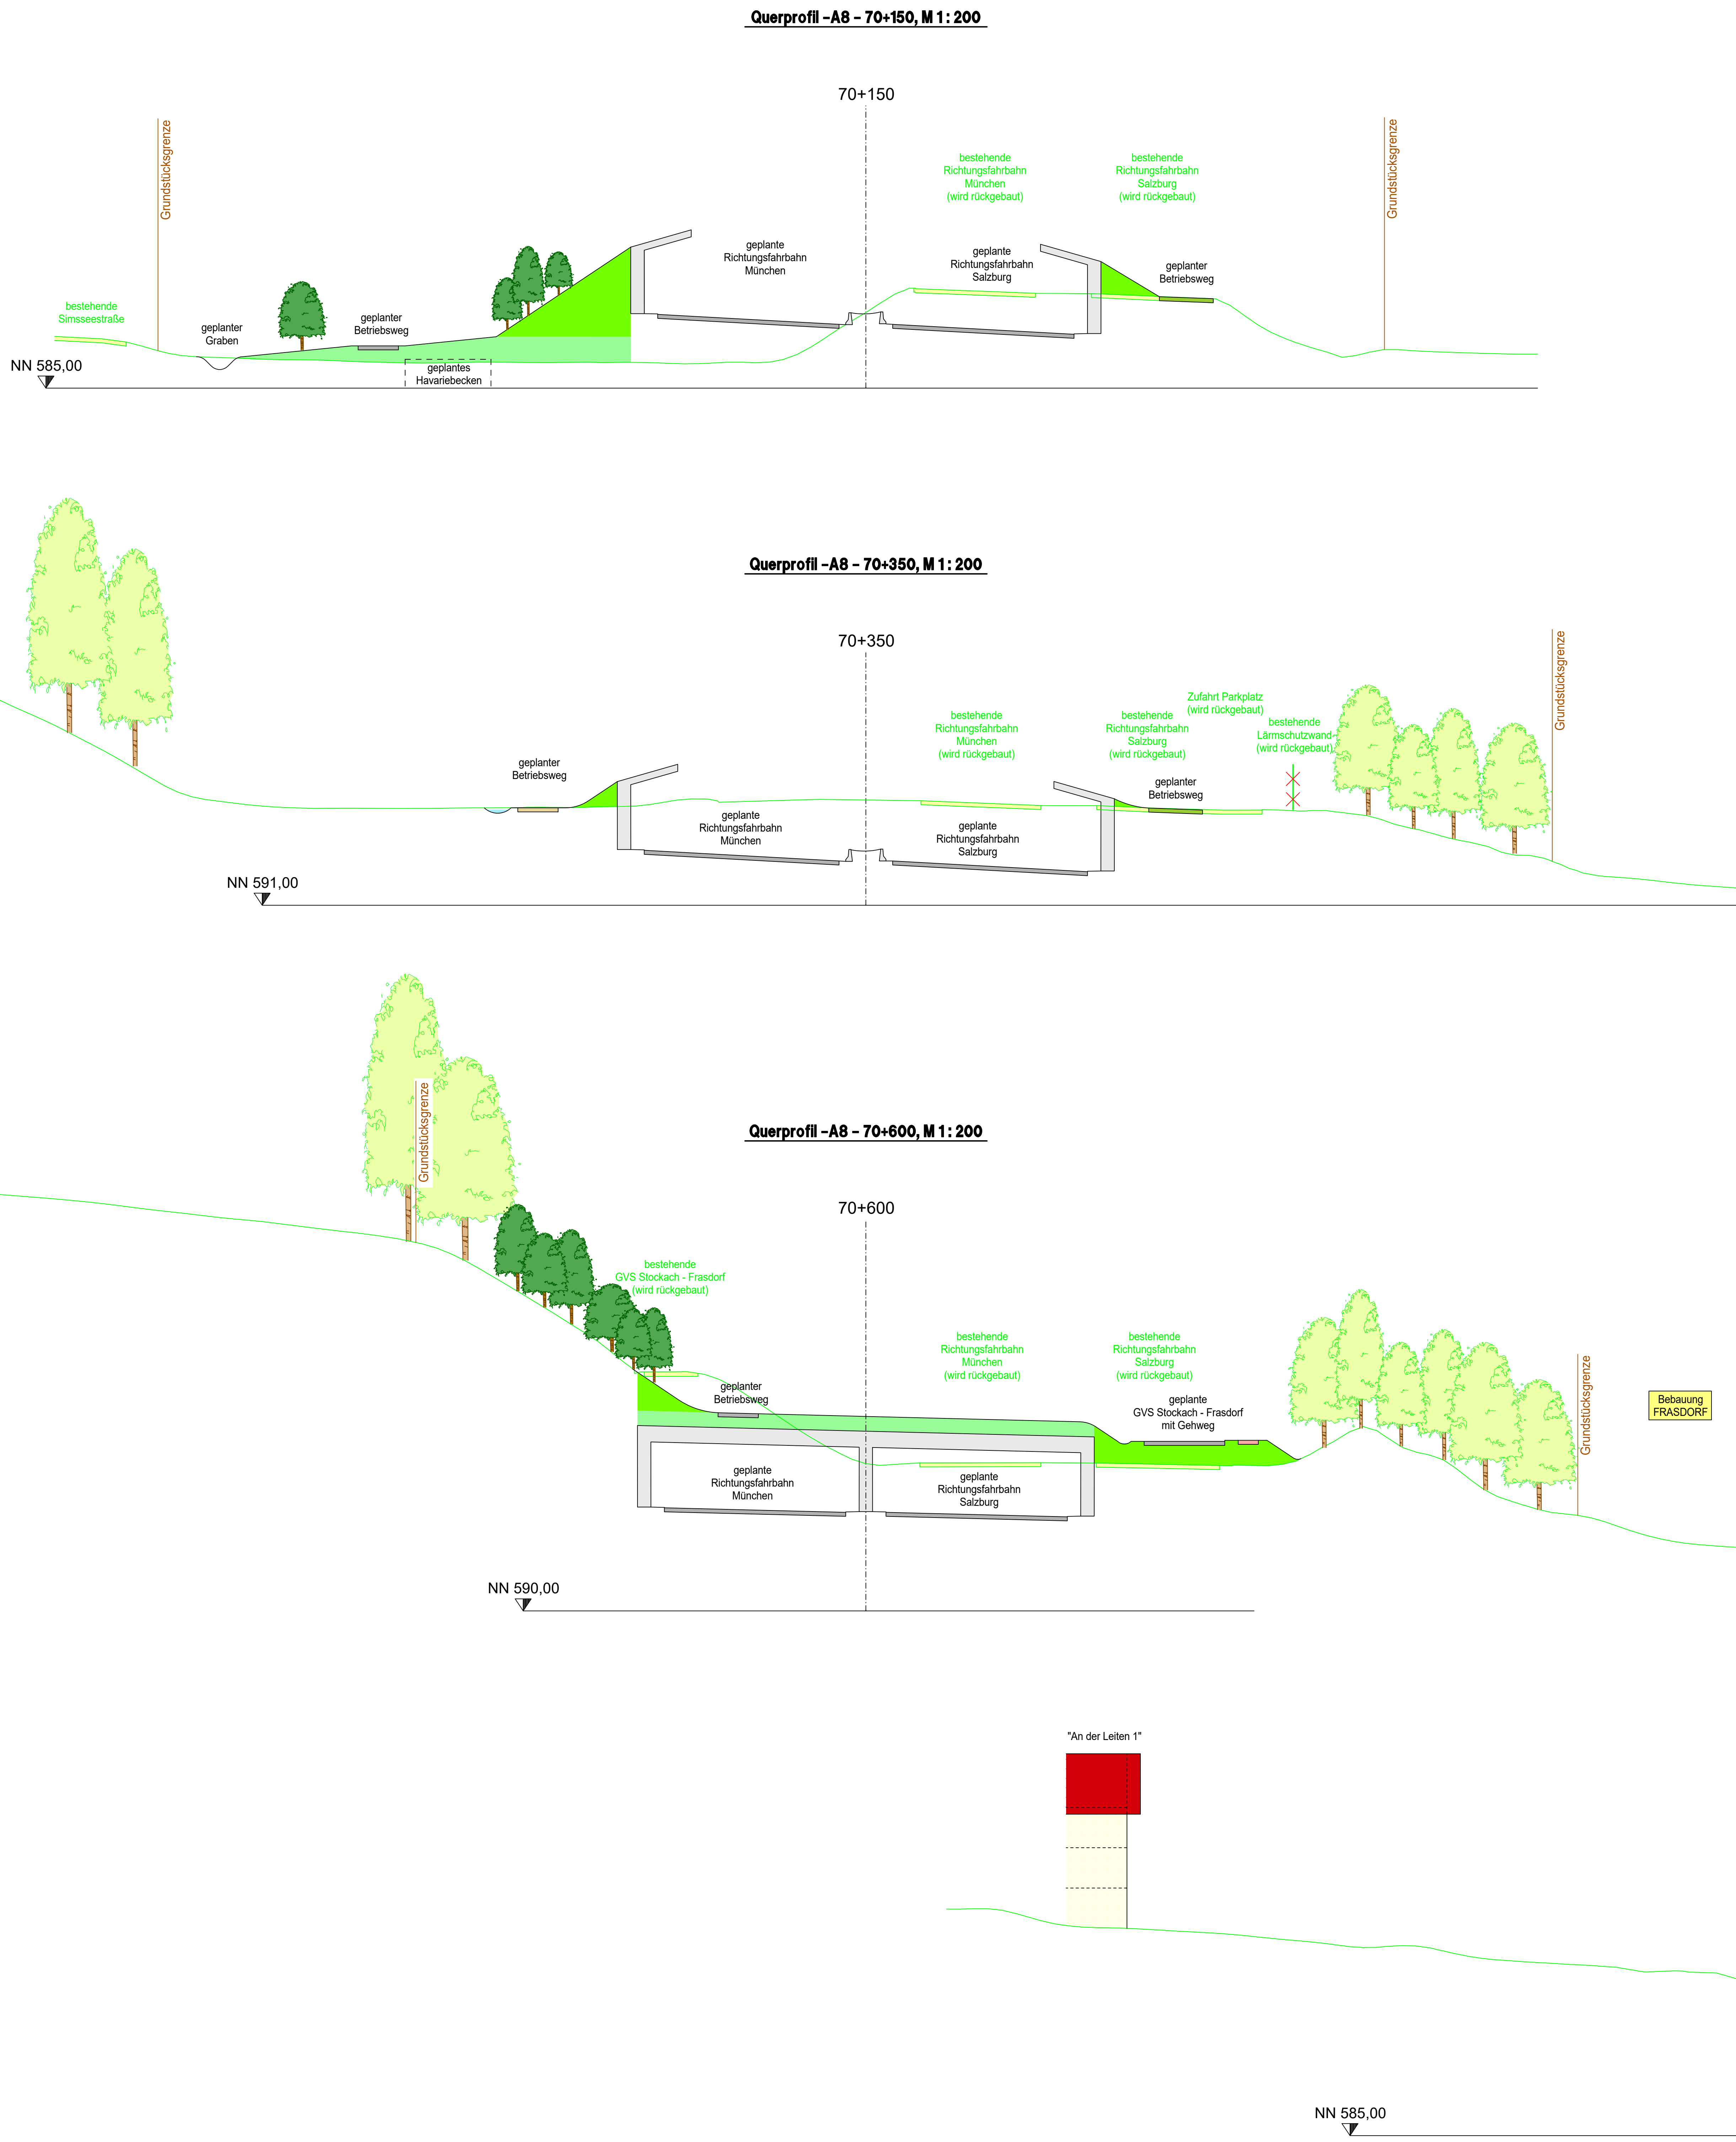 Querprofil -A8 - 70+150, M 1 : 200
70+150
Grundstücksgrenze
Grundstücksgrenze
bestehende
Richtungsfahrbahn
München
(wird rückgebaut)
bestehende
Richtungsfahrbahn
Salzburg
(wird rückgebaut)
geplante
Richtungsfahrbahn
München
geplante
Richtungsfahrbahn
Salzburg
geplanter
Betriebsweg
bestehende
Simsseestraße
geplanter
Graben
geplanter
Betriebsweg
geplantes
Havariebecken
NN 585,00
Querprofil -A8 - 70+350, M 1 : 200
70+350
Grundstücksgrenze
Zufahrt Parkplatz
(wird rückgebaut)
bestehende
Richtungsfahrbahn
München
(wird rückgebaut)
bestehende
Richtungsfahrbahn
Salzburg
(wird rückgebaut)
bestehende
Lärmschutzwand
(wird rückgebaut)
geplanter
Betriebsweg
geplanter
Betriebsweg
geplante
Richtungsfahrbahn
München
geplante
Richtungsfahrbahn
Salzburg
NN 591,00
Querprofil -A8 - 70+600, M 1 : 200
70+600
Grundstücksgrenze
bestehende
GVS Stockach - Frasdorf
(wird rückgebaut)
bestehende
Richtungsfahrbahn
München
(wird rückgebaut)
bestehende
Richtungsfahrbahn
Salzburg
(wird rückgebaut)
Grundstücksgrenze
geplanter
Betriebsweg
geplante
GVS Stockach - Frasdorf
mit Gehweg
Bebauung
FRASDORF
geplante
Richtungsfahrbahn
München
geplante
Richtungsfahrbahn
Salzburg
NN 590,00
"An der Leiten 1"
NN 585,00